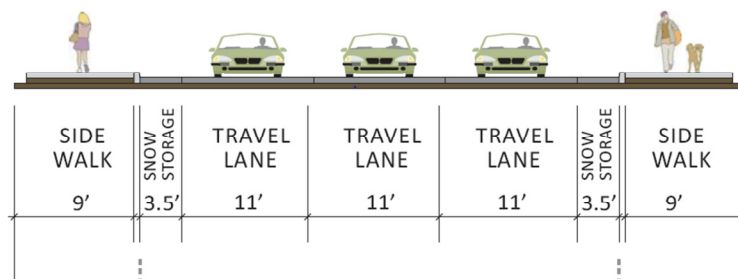 SIDE
WALK
9'
SNOW
STORAGE
3.5'
TRAVEL
LANE
11'
TRAVEL
LANE
11'
TRAVEL
LANE
11'
SNOW
STORAGE
3.5'
SIDE
WALK
9'